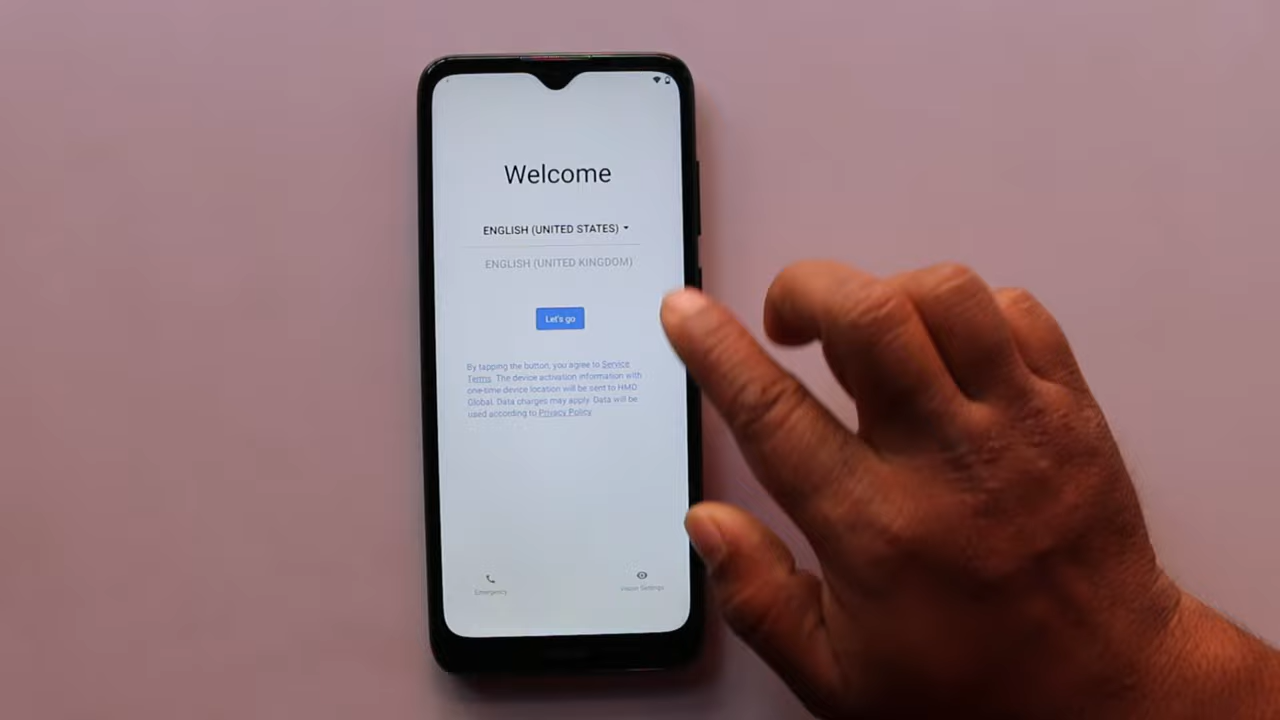 Welcome
ENGLISH (UNITED STATES)
ENGLISH (UNITED KINGDOM)
Let's go
By tapping the button, you agree to Service
Terms. The device activation information with
one-time device location will be sent to HMD
Global. Data charges may apply. Data will be
used according to Privacy Policy.
Emergency
Vision Settings